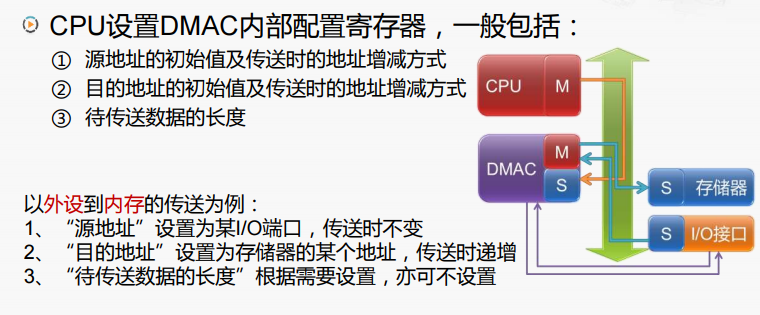 CPU设置DMAC内部配置寄存器，一般包括：
① 源地址的初始值及传送时的地址增减方式
② 目的地址的初始值及传送时的地址增减方式
③ 待传送数据的长度
CPU M
DMAC M
S
S 存储器
S I/O接口
以外设到内存的传送为例：
1、“源地址”设置为某I/O端口，传送时不变
2、“目的地址”设置为存储器的某个地址，传送时递增
3、“待传送数据的长度”根据需要设置，亦可不设置